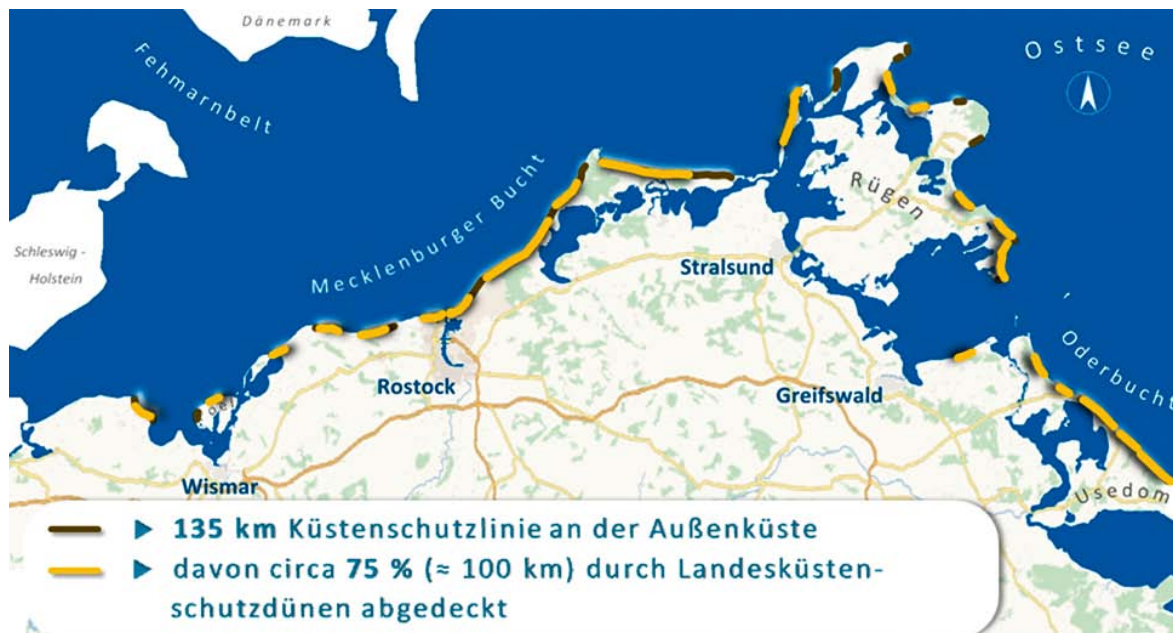 Dänemark
Ostsee
Fehmarnbelt
Mecklenburger Bucht
Rügen
Schleswig -
Holstein
Stralsund
Oderbucht
Rostock
Greifswald
Wismar
Usedom
135 km Küstenschutzlinie an der Außenküste
davon circa 75 % (≈ 100 km) durch Landesküsten-
schutzdünen abgedeckt